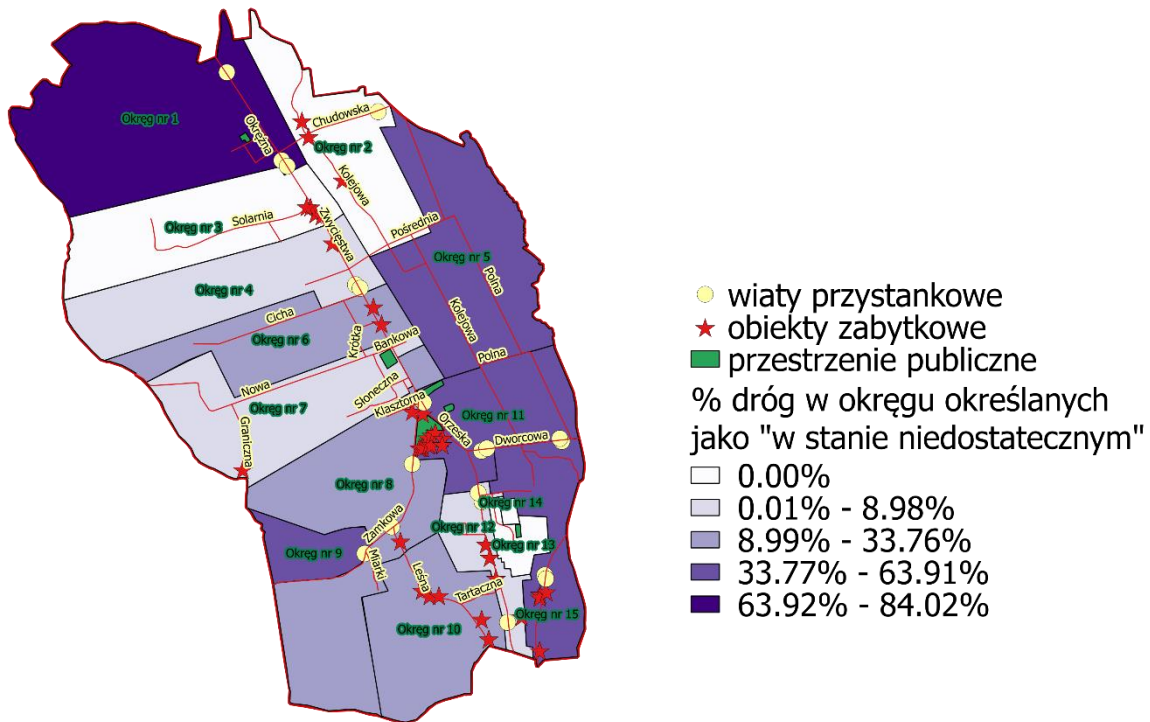 Okręg nr 1
Okrężna
Chudowska
Okręg nr 2
Kolejowa
Okręg nr 3
Solarnia
Zwycięstwa
Pośrednia
Okręg nr 5
Polna
Okręg nr 4
Cicha
Okręg nr 6
Krótka
Bankowa
Kolejowa
Polna
Nowa
Słoneczna
Okręg nr 7
Klasztorna
Okręg nr 11
Graniczna
Orzeska
Dworcowa
Okręg nr 8
Okręg nr 14
Zamkowa
Okręg nr 12
Okręg nr 13
Okręg nr 9
Miarki
Leśna
Tartaczna
Okręg nr 15
Okręg nr 10
wiaty przystankowe
obiekty zabytkowe
przestrzenie publiczne
% dróg w okręgu określanych
jako "w stanie niedostatecznym"
0.00%
0.01% - 8.98%
8.99% - 33.76%
33.77% - 63.91%
63.92% - 84.02%